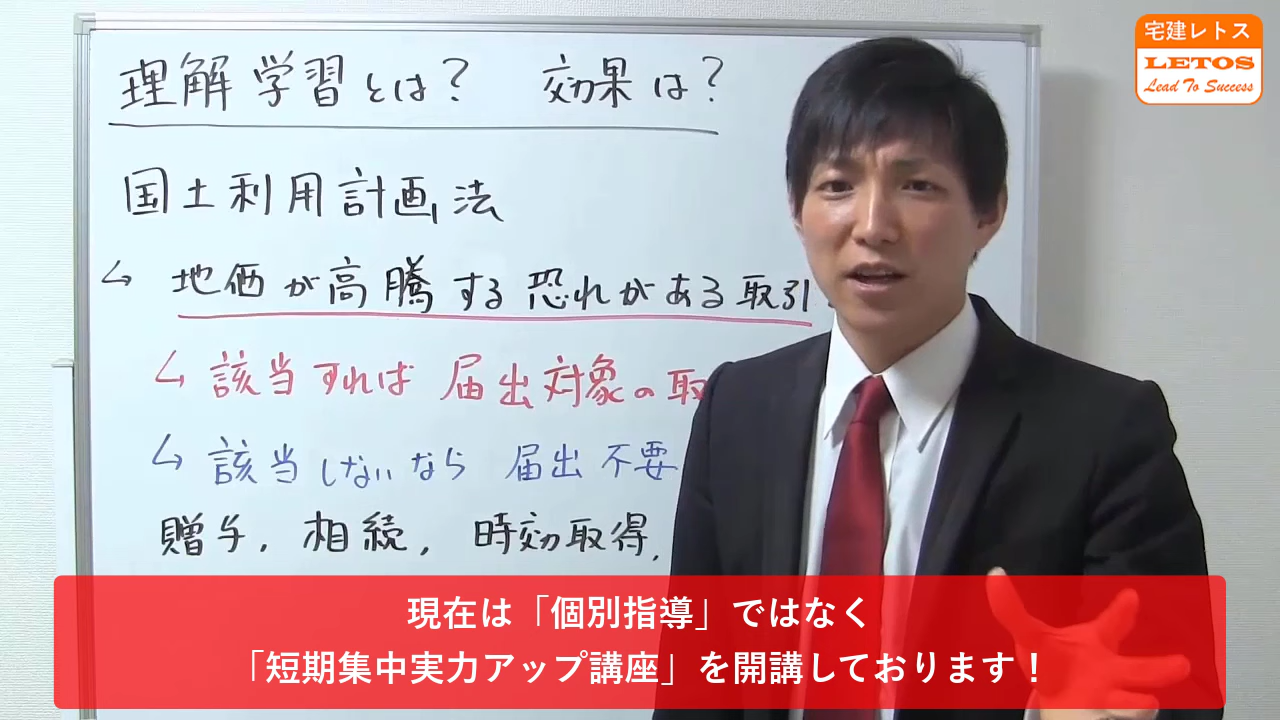 宅建レトス
LETOS
Lead To Success
理解学習とは? 効果は?
国土利用計画法
↳ 地価が高騰する恐れがある取引
↳ 該当すれば 届出対象の取
↳ 該当しないなら 届出不要
贈与, 相続, 時効取得,
現在は「個別指導」ではなく
「短期集中実力アップ講座」を開講しております！